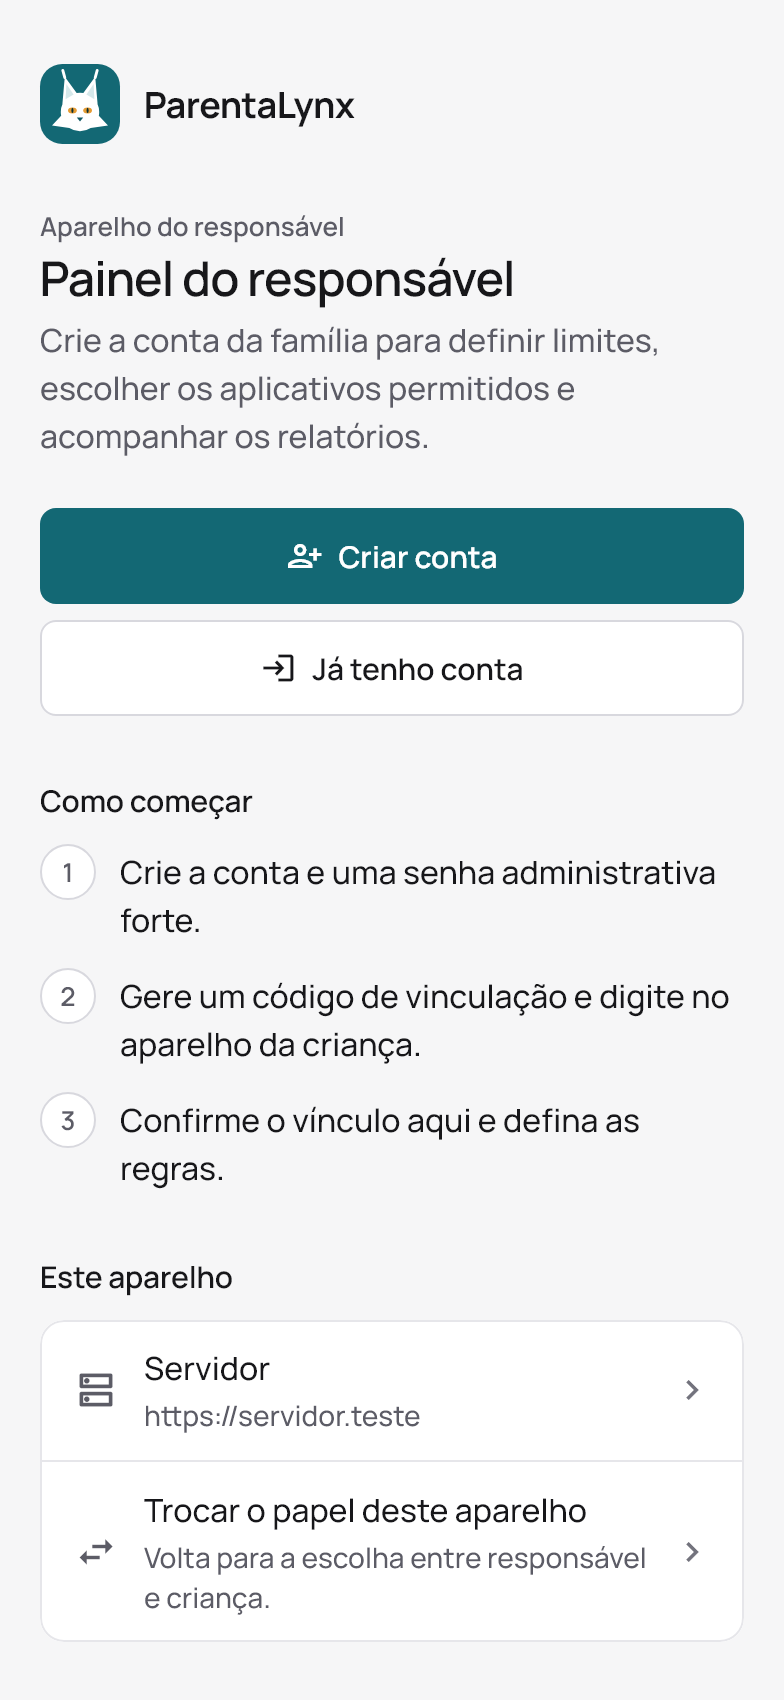 ParentaLynx
Aparelho do responsável
Painel do responsável
Crie a conta da família para definir limites,
escolher os aplicativos permitidos e
acompanhar os relatórios.
Criar conta
Já tenho conta
Como começar
1 Crie a conta e uma senha administrativa
forte.
2 Gere um código de vinculação e digite no
aparelho da criança.
3 Confirme o vínculo aqui e defina as
regras.
Este aparelho
Servidor
https://servidor.teste
Trocar o papel deste aparelho
Volta para a escolha entre responsável
e criança.